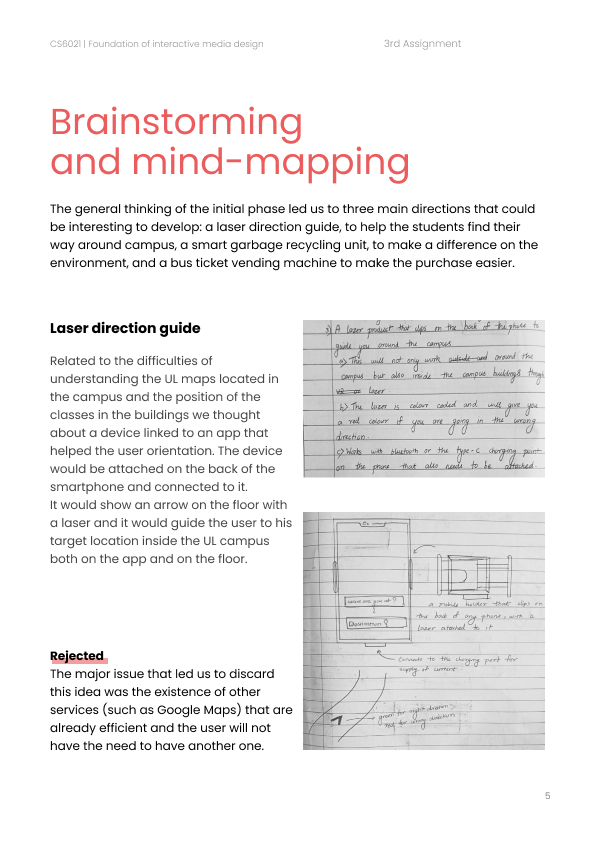 CS6021 | Foundation of interactive media design
3rd Assignment
Brainstorming
and mind-mapping
The general thinking of the initial phase led us to three main directions that could
be interesting to develop: a laser direction guide, to help the students find their
way around campus, a smart garbage recycling unit, to make a difference on the
environment, and a bus ticket vending machine to make the purchase easier.
Laser direction guide
Related to the difficulties of
understanding the UL maps located in
the campus and the position of the
classes in the buildings we thought
about a device linked to an app that
helped the user orientation. The device
would be attached on the back of the
smartphone and connected to it.
It would show an arrow on the floor with
a laser and it would guide the user to his
target location inside the UL campus
both on the app and on the floor.
Rejected
The major issue that led us to discard
this idea was the existence of other
services (such as Google Maps) that are
already efficient and the user will not
have the need to have another one.
3) A lazer product that clips on the back of the phone to
guide you around the campus
a) This will not only work outside and around the
campus but also inside the campus buildings though
lazer.
b) The lazer is colour coded and will give you
a red colour if you are going in the wrong
direction.
c) Works with bluetooth or the type-c charging point
on the phone that also needs to be attached.
where are you at?
Destination?
a mobile holder that clips on
the back of any phone, with a
laser attached to it
Connects to the charging port for
supply of current
green for right direction
red for wrong direction
5